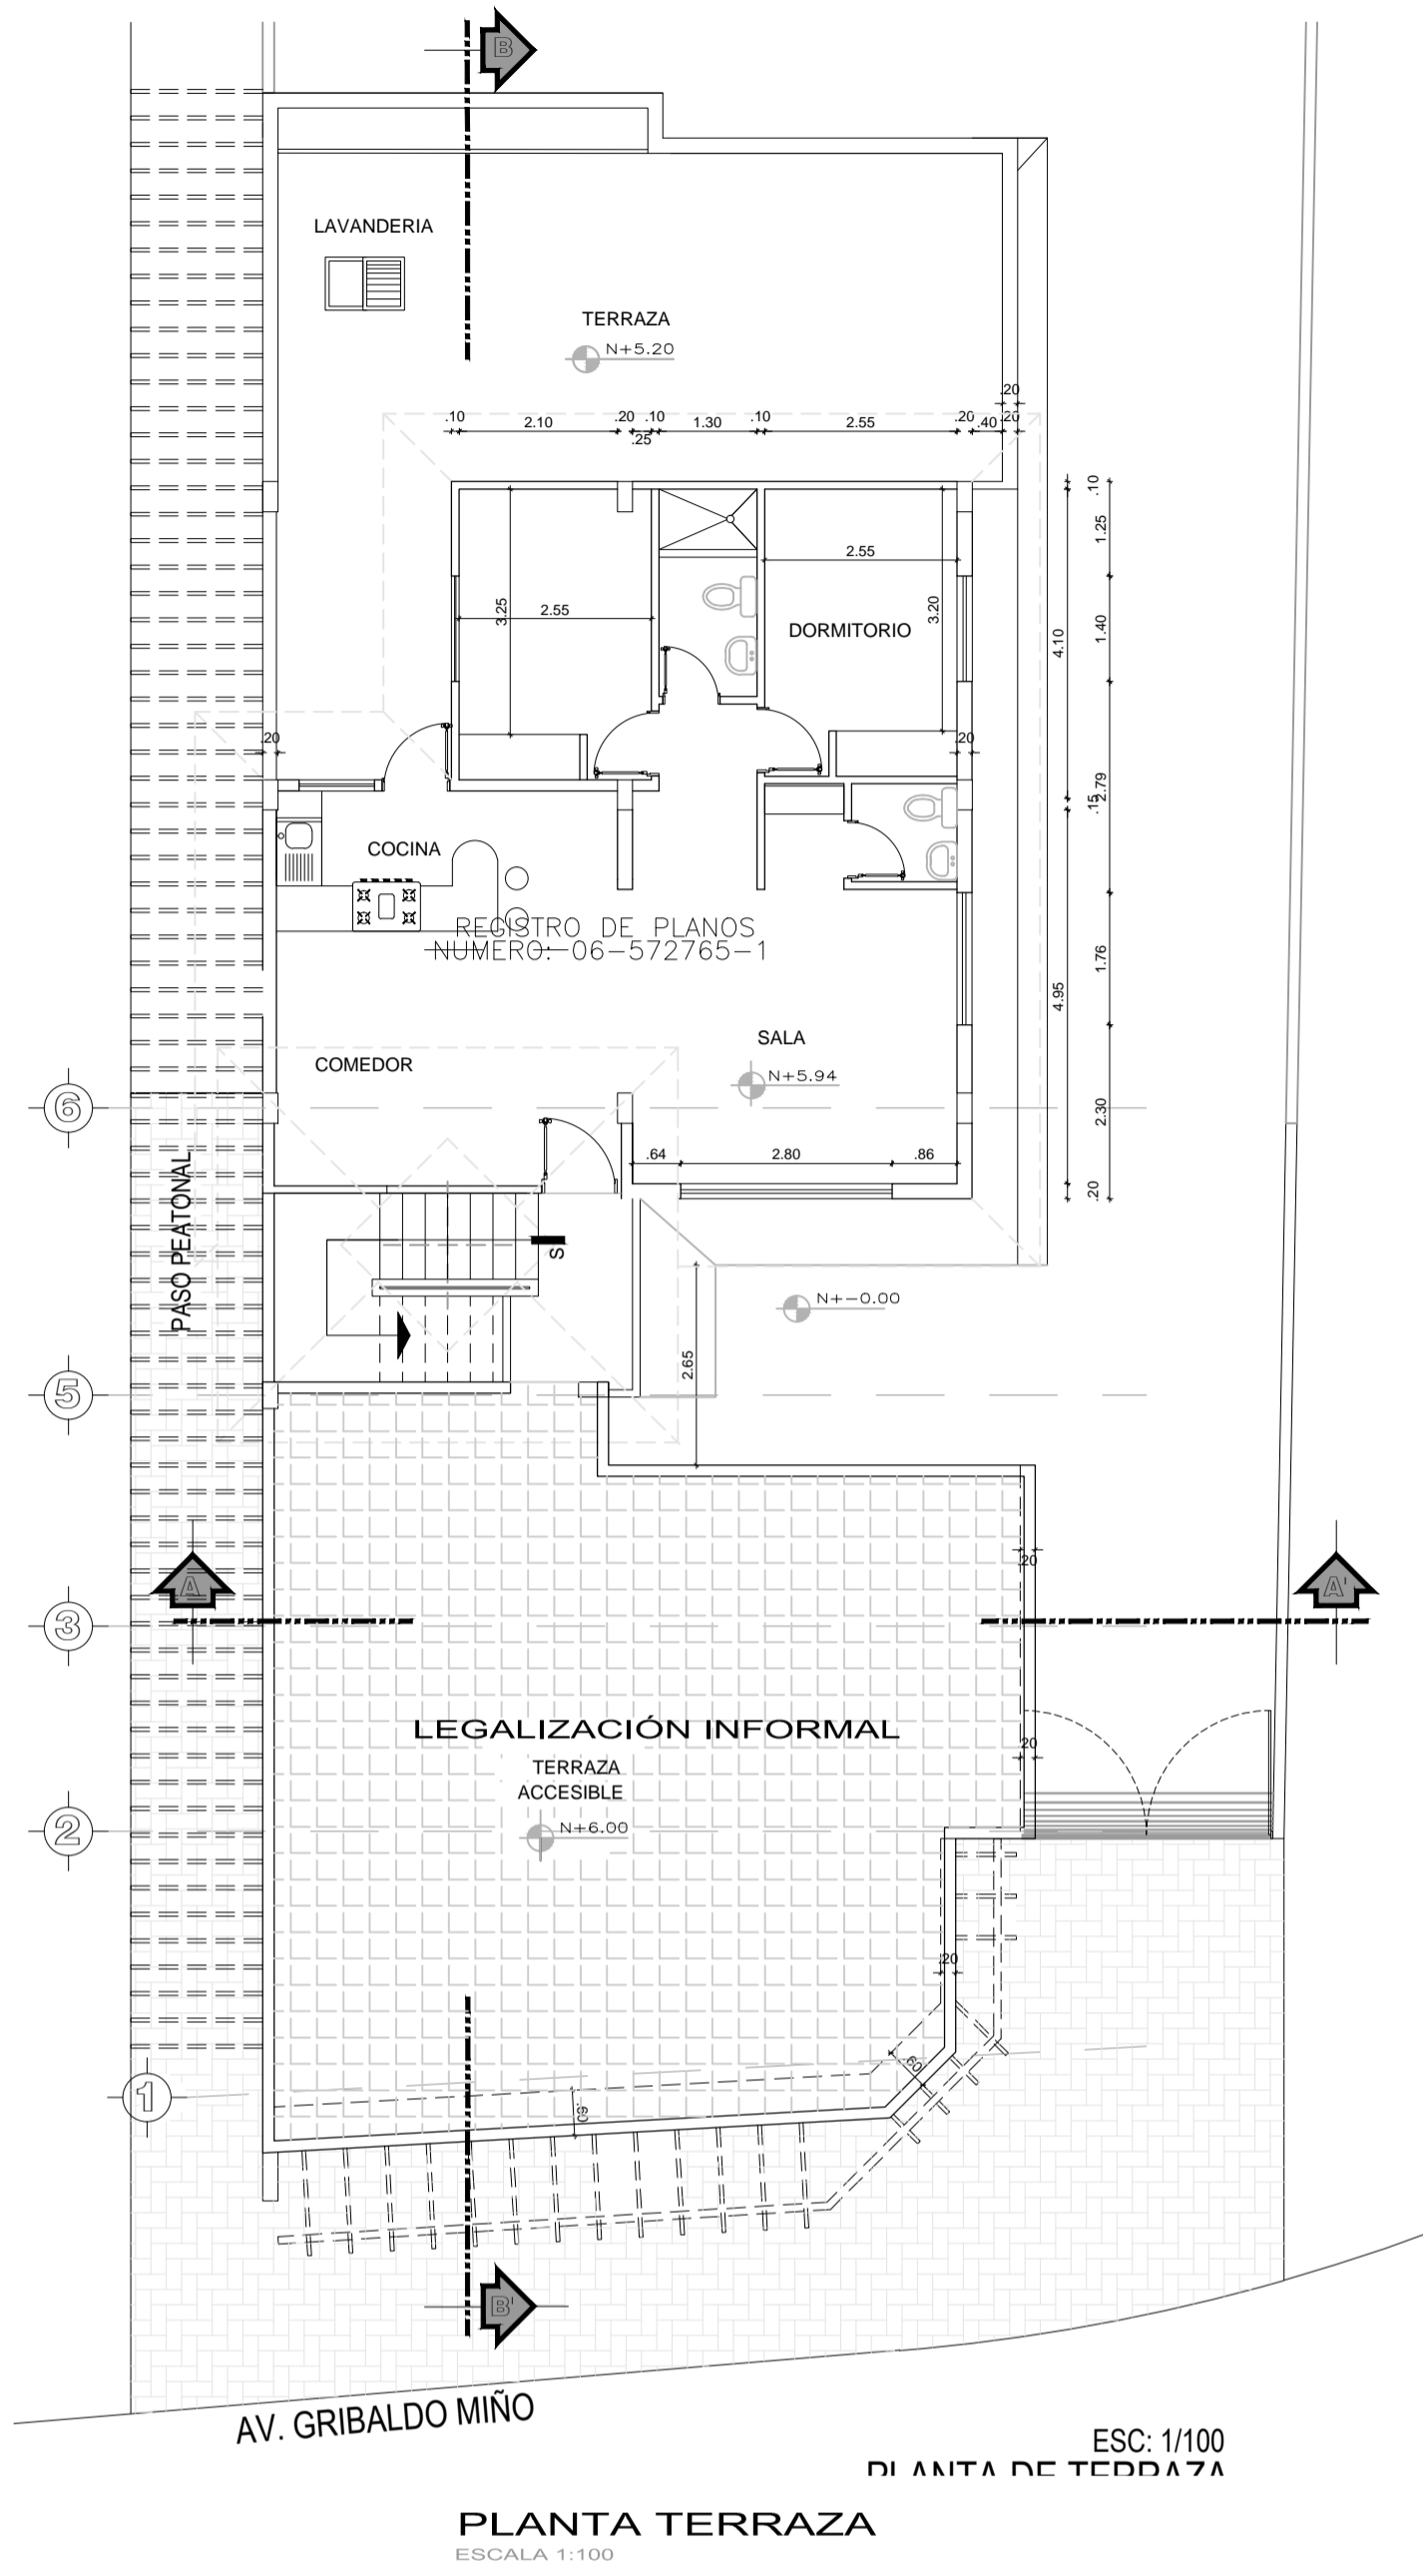 B
LAVANDERIA
TERRAZA
N+5.20
.20
.10 2.10 .20 .10 1.30 .10 2.55 .20 .40 .20
.25
.10
1.25
2.55
3.25
2.55
3.20
1.40
DORMITORIO
4.10
.20
.20
2.79
.15
COCINA
REGISTRO DE PLANOS
NUMERO: 06-572765-1
1.76
4.95
SALA
COMEDOR
N+5.94
6
2.30
.64 2.80 .86
.20
PASO PEATONAL
S
N+-0.00
2.65
5
.20
A
A'
3
LEGALIZACIÓN INFORMAL
.20
TERRAZA
ACCESIBLE
N+6.00
2
.20
.60
1
.60
B'
AV. GRIBALDO MIÑO
ESC: 1/100
PLANTA DE TERRAZA
PLANTA TERRAZA
ESCALA 1:100